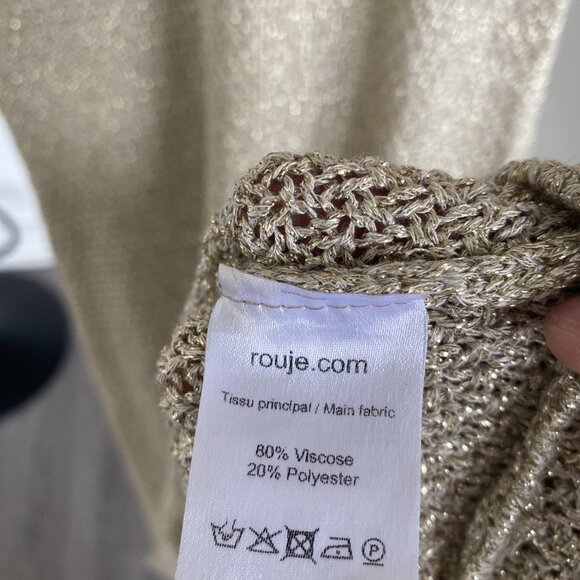 rouje.com
Tissu principal / Main fabric
80% Viscose
20% Polyester
P